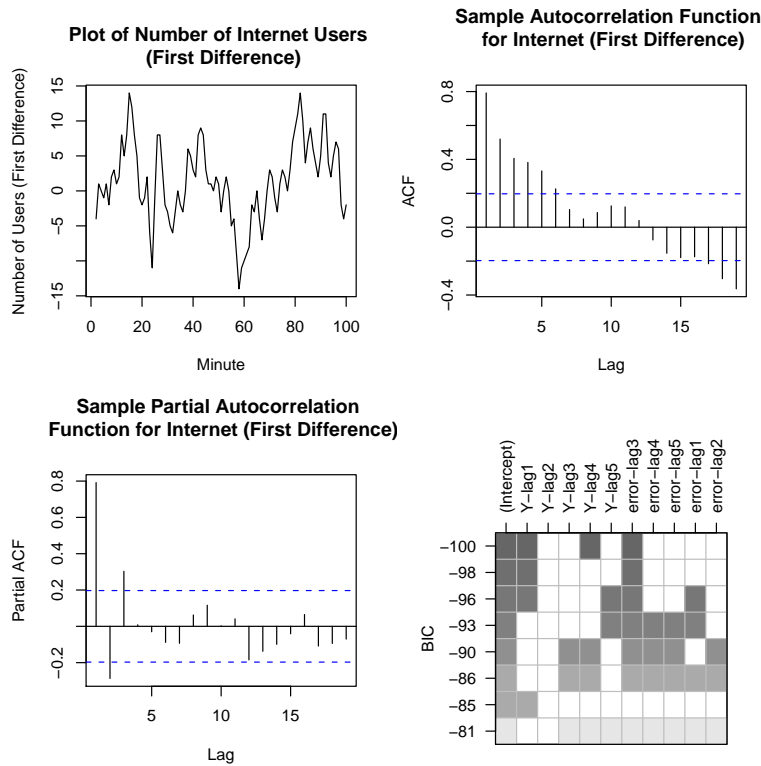 Plot of Number of Internet Users
(First Difference)
Number of Users (First Difference)
15
10
5
0
−5
−15
0
20
40
60
80
100
Minute
Sample Autocorrelation Function
for Internet (First Difference)
ACF
0.8
0.4
0.0
−0.4
5
10
15
Lag
Sample Partial Autocorrelation
Function for Internet (First Difference)
Partial ACF
0.8
0.6
0.4
0.2
−0.2
5
10
15
Lag
(Intercept)
Y−lag1
Y−lag2
Y−lag3
Y−lag4
Y−lag5
error−lag3
error−lag4
error−lag5
error−lag1
error−lag2
BIC
−100
−98
−96
−93
−90
−86
−85
−81